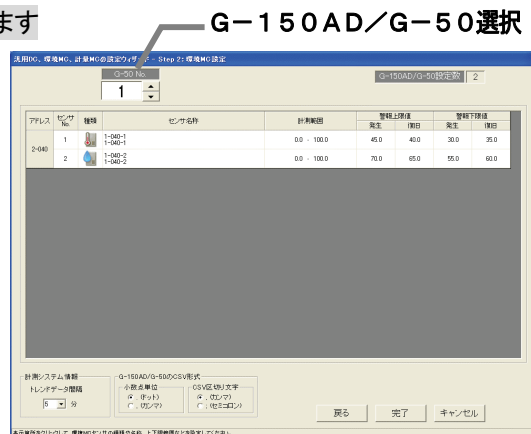 ます
G－150AD／G－50選択
汎用DC、環境MC、計量MCの設定ウィザード - Step 2: 環境MC設定
G-50 No.
1
G-150AD/G-50設定数 2
アドレス センサNo. 種類 センサ名称 計測範囲 警報上限値 警報下限値
発生 復旧 発生 復旧
2-040
1 1-040-1 0.0 - 100.0 45.0 40.0 30.0 35.0
1-040-1
2 1-040-2 0.0 - 100.0 70.0 65.0 55.0 60.0
1-040-2
計測システム情報
トレンドデータ間隔
5 分
G-150AD/G-50のCSV形式
小数点単位
. (ドット)
, (カンマ)
CSV区切り文字
, (カンマ)
; (セミコロン)
戻る 完了 キャンセル